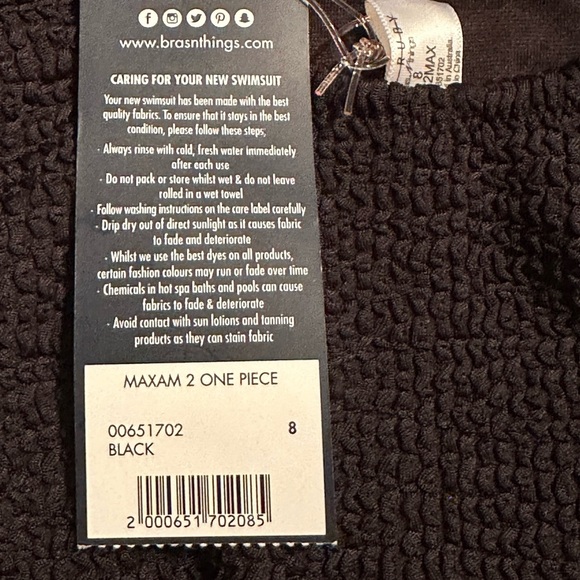 www.brasnthings.com
CARING FOR YOUR NEW SWIMSUIT
Your new swimsuit has been made with the best
quality fabrics. To ensure that it stays in the best
condition, please follow these steps;
- Always rinse with cold, fresh water immediately
after each use
- Do not pack or store whilst wet & do not leave
rolled in a wet towel
- Follow washing instructions on the care label carefully
- Drip dry out of direct sunlight as it causes fabric
to fade and deteriorate
- Whilst we use the best dyes on all products,
certain fashion colours may run or fade over time
- Chemicals in hot spa baths and pools can cause
fabrics to fade & deteriorate
- Avoid contact with sun lotions and tanning
products as they can stain fabric
MAXAM 2 ONE PIECE
00651702 8
BLACK
2 000651 702085
8
2MAX
in Australia
China